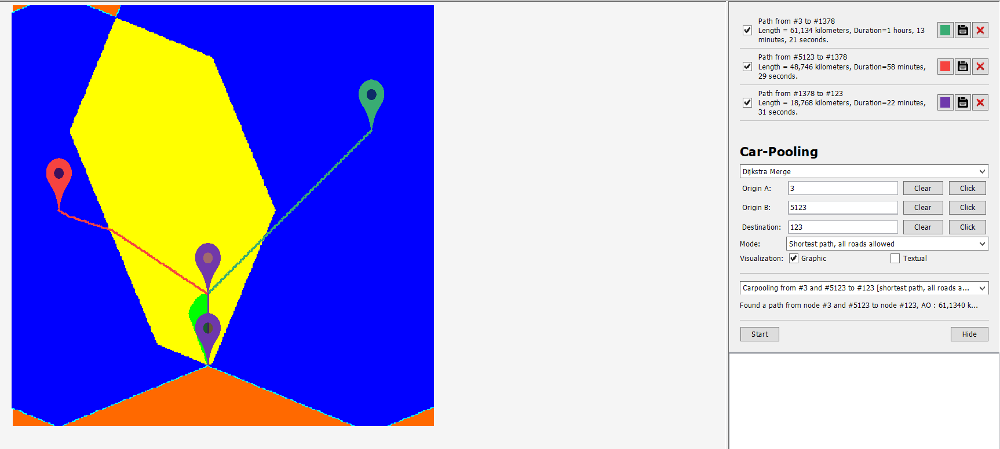 Path from #3 to #1378
Length = 61,134 kilometers, Duration=1 hours, 13
minutes, 21 seconds.
Path from #5123 to #1378
Length = 48,746 kilometers, Duration=58 minutes,
29 seconds.
Path from #1378 to #123
Length = 18,768 kilometers, Duration=22 minutes,
31 seconds.
Car-Pooling
Dijkstra Merge
Origin A: 3 Clear Click
Origin B: 5123 Clear Click
Destination: 123 Clear Click
Mode: Shortest path, all roads allowed
Visualization: Graphic Textual
Carpooling from #3 and #5123 to #123 [shortest path, all roads a...
Found a path from node #3 and #5123 to node #123, AO : 61,1340 k...
Start Hide